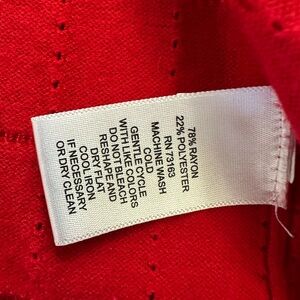 78% RAYON
22% POLYESTER
RN 73163
MACHINE WASH
COLD
GENTLE CYCLE
WITH LIKE COLORS
DO NOT BLEACH
RESHAPE AND
DRY FLAT
COOL IRON
IF NECESSARY
OR DRY CLEAN